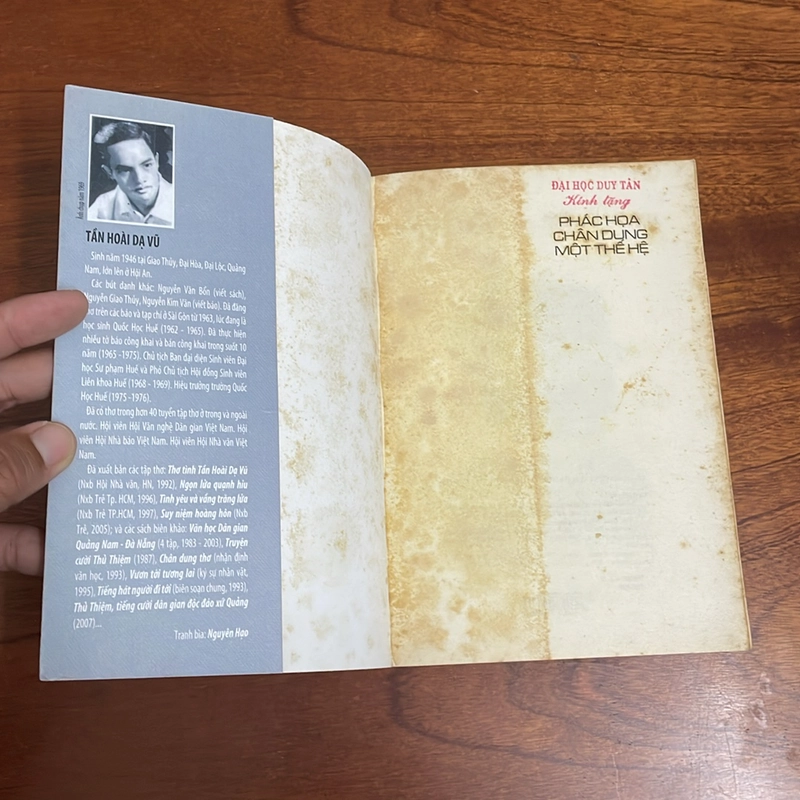 Ảnh chụp năm 1969
TẦN HOÀI DẠ VŨ
Sinh năm 1946 tại Giao Thủy, Đại Hòa, Đại Lộc, Quảng
Nam, lớn lên ở Hội An.
Các bút danh khác: Nguyễn Văn Bổn (viết sách),
Nguyễn Giao Thủy, Nguyễn Kim Văn (viết báo). Đã đăng
thơ trên các báo và tạp chí ở Sài Gòn từ 1963, lúc đang là
học sinh Quốc Học Huế (1962 - 1965). Đã thực hiện
nhiều tờ báo công khai và bán công khai trong suốt 10
năm (1965 -1975). Chủ tịch Ban đại diện Sinh viên Đại
học Sư phạm Huế và Phó Chủ tịch Hội đồng Sinh viên
Liên khoa Huế (1968 - 1969). Hiệu trưởng trường Quốc
Học Huế (1975 -1976).
Đã có thơ trong hơn 40 tuyển tập thơ ở trong và ngoài
nước. Hội viên Hội Văn nghệ Dân gian Việt Nam. Hội
viên Hội Nhà báo Việt Nam. Hội viên Hội Nhà văn Việt
Nam.
Đã xuất bản các tập thơ: Thơ tình Tần Hoài Dạ Vũ
(Nxb Hội Nhà văn, HN, 1992), Ngọn lửa quạnh hiu
(Nxb Trẻ Tp. HCM, 1996), Tình yêu và vầng trăng lửa
(Nxb Trẻ TP.HCM, 1997), Suy niệm hoàng hôn (Nxb
Trẻ, 2005); và các sách biên khảo: Văn học Dân gian
Quảng Nam - Đà Nẵng (4 tập, 1983 - 2003), Truyện
cười Thủ Thiệm (1987), Chân dung thơ (nhận định
văn học, 1993), Vươn tới tương lai (ký sự nhân vật,
1995), Tiếng hát người đi tới (biên soạn chung, 1993),
Thủ Thiệm, tiếng cười dân gian độc đáo xứ Quảng
(2007)...
Tranh bìa: Nguyên Hạo
ĐẠI HỌC DUY TÂN
Kính tặng
PHÁC HỌA
CHÂN DUNG
MỘT THẾ HỆ